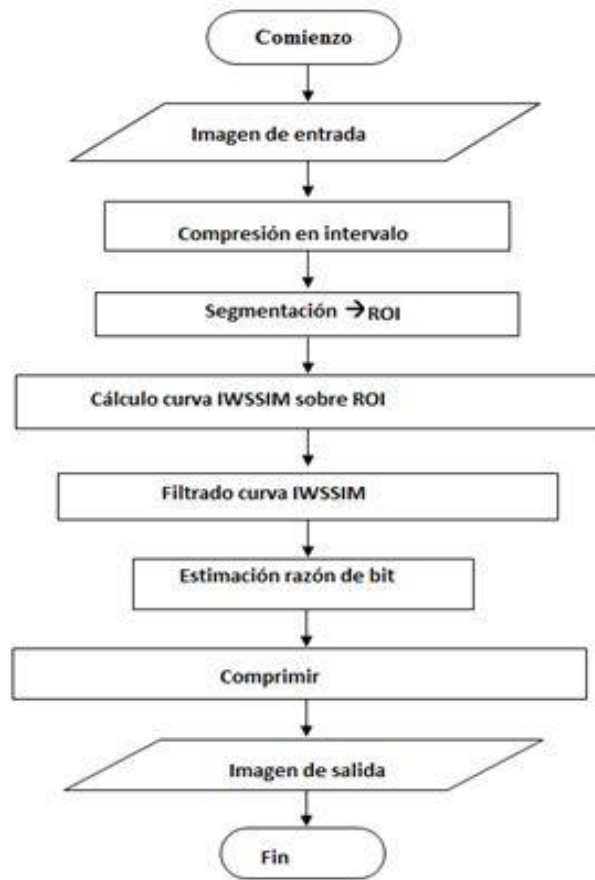 Comienzo
Imagen de entrada
Compresión en intervalo
Segmentación → ROI
Cálculo curva IWSSIM sobre ROI
Filtrado curva IWSSIM
Estimación razón de bit
Comprimir
Imagen de salida
Fin